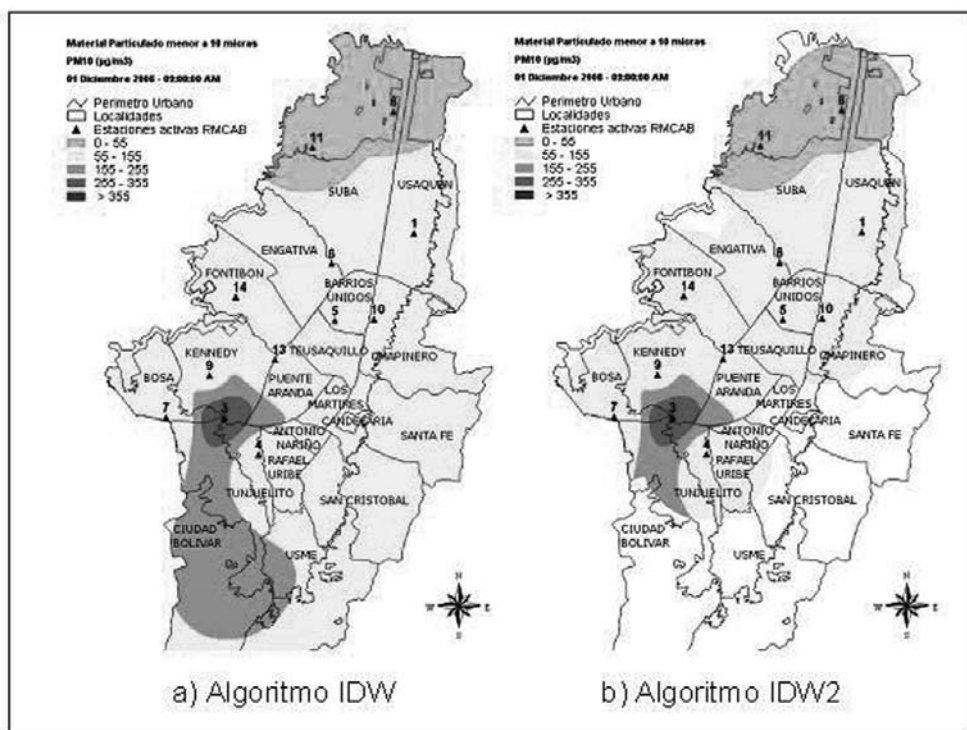 Material Particulado menor a 10 micras
PM10 (µg/m3)
01 Diciembre 2006 - 09:00:00 AM
Perimetro Urbano
Localidades
Estaciones activas RMCAB
0 - 55
55 - 155
155 - 255
255 - 355
> 355
11
SUBA
USAQUEN
1
ENGATIVA
6
FONTIBON
14
BARRIOS
UNIDOS
5
10
13
TEUSAQUILLO
CHAPINERO
KENNEDY
9
BOSA
PUENTE
ARANDA
LOS
MARTIRES
7
3
CANDELARIA
ANTONIO
NARIÑO
SANTA FE
4
RAFAEL
URIBE
TUNJUELITO
SAN CRISTOBAL
CIUDAD
BOLIVAR
USME
N
W
E
S
a) Algoritmo IDW
Material Particulado menor a 10 micras
PM10 (µg/m3)
01 Diciembre 2006 - 09:00:00 AM
Perimetro Urbano
Localidades
Estaciones activas RMCAB
0 - 55
55 - 155
155 - 255
255 - 355
> 355
11
SUBA
USAQUEN
1
ENGATIVA
6
FONTIBON
14
BARRIOS
UNIDOS
5
10
13
TEUSAQUILLO
CHAPINERO
KENNEDY
9
BOSA
PUENTE
ARANDA
LOS
MARTIRES
7
3
CANDELARIA
ANTONIO
NARIÑO
SANTA FE
4
RAFAEL
URIBE
TUNJUELITO
SAN CRISTOBAL
CIUDAD
BOLIVAR
USME
N
W
E
S
b) Algoritmo IDW2